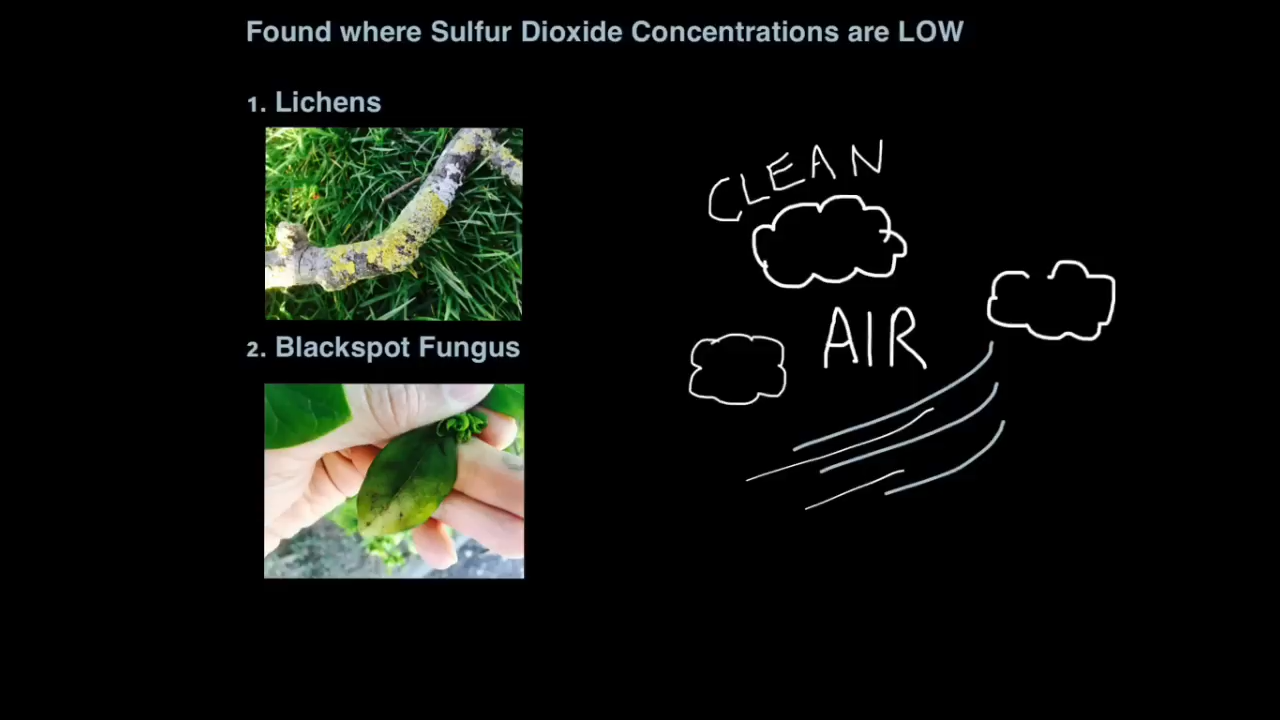 Found where Sulfur Dioxide Concentrations are LOW
1. Lichens
CLEAN
AIR
2. Blackspot Fungus